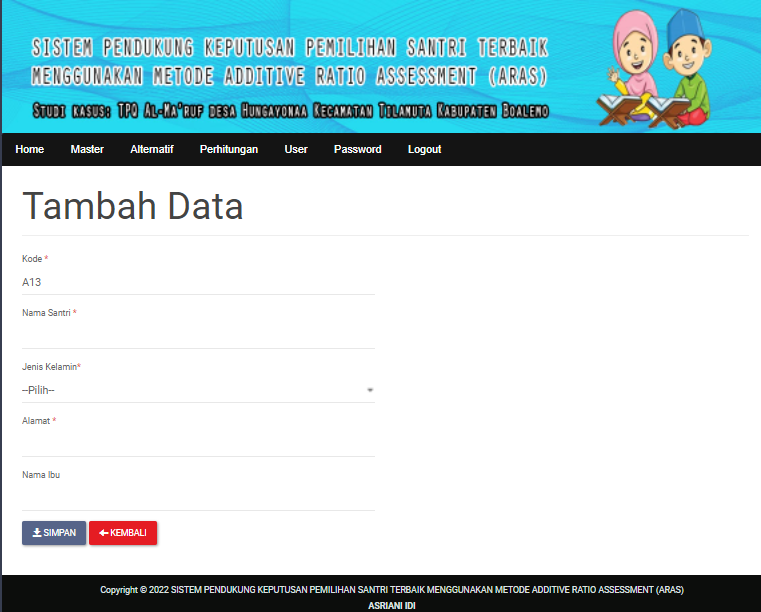 SISTEM PENDUKUNG KEPUTUSAN PEMILIHAN SANTRI TERBAIK
MENGGUNAKAN METODE ADDITIVE RATIO ASSESSMENT (ARAS)
STUDI KASUS: TPQ AL-MA'RUF DESA HUNGAYONAA KECAMATAN TILAMUTA KABUPATEN BOALEMO
Home Master Alternatif Perhitungan User Password Logout
Tambah Data
Kode *
A13
Nama Santri *
Jenis Kelamin*
--Pilih--
Alamat *
Nama Ibu
SIMPAN KEMBALI
Copyright © 2022 SISTEM PENDUKUNG KEPUTUSAN PEMILIHAN SANTRI TERBAIK MENGGUNAKAN METODE ADDITIVE RATIO ASSESSMENT (ARAS)
ASRIANI IDI